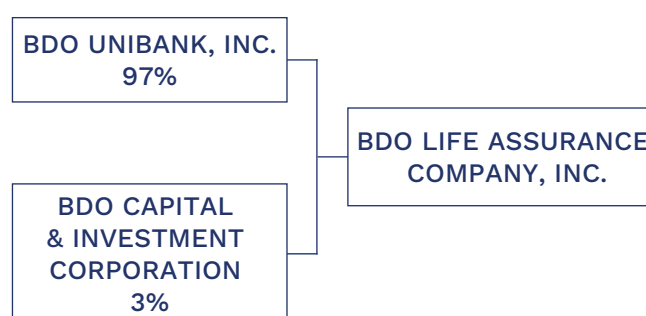 BDO UNIBANK, INC.
97%
BDO LIFE ASSURANCE
COMPANY, INC.
BDO CAPITAL
& INVESTMENT
CORPORATION
3%